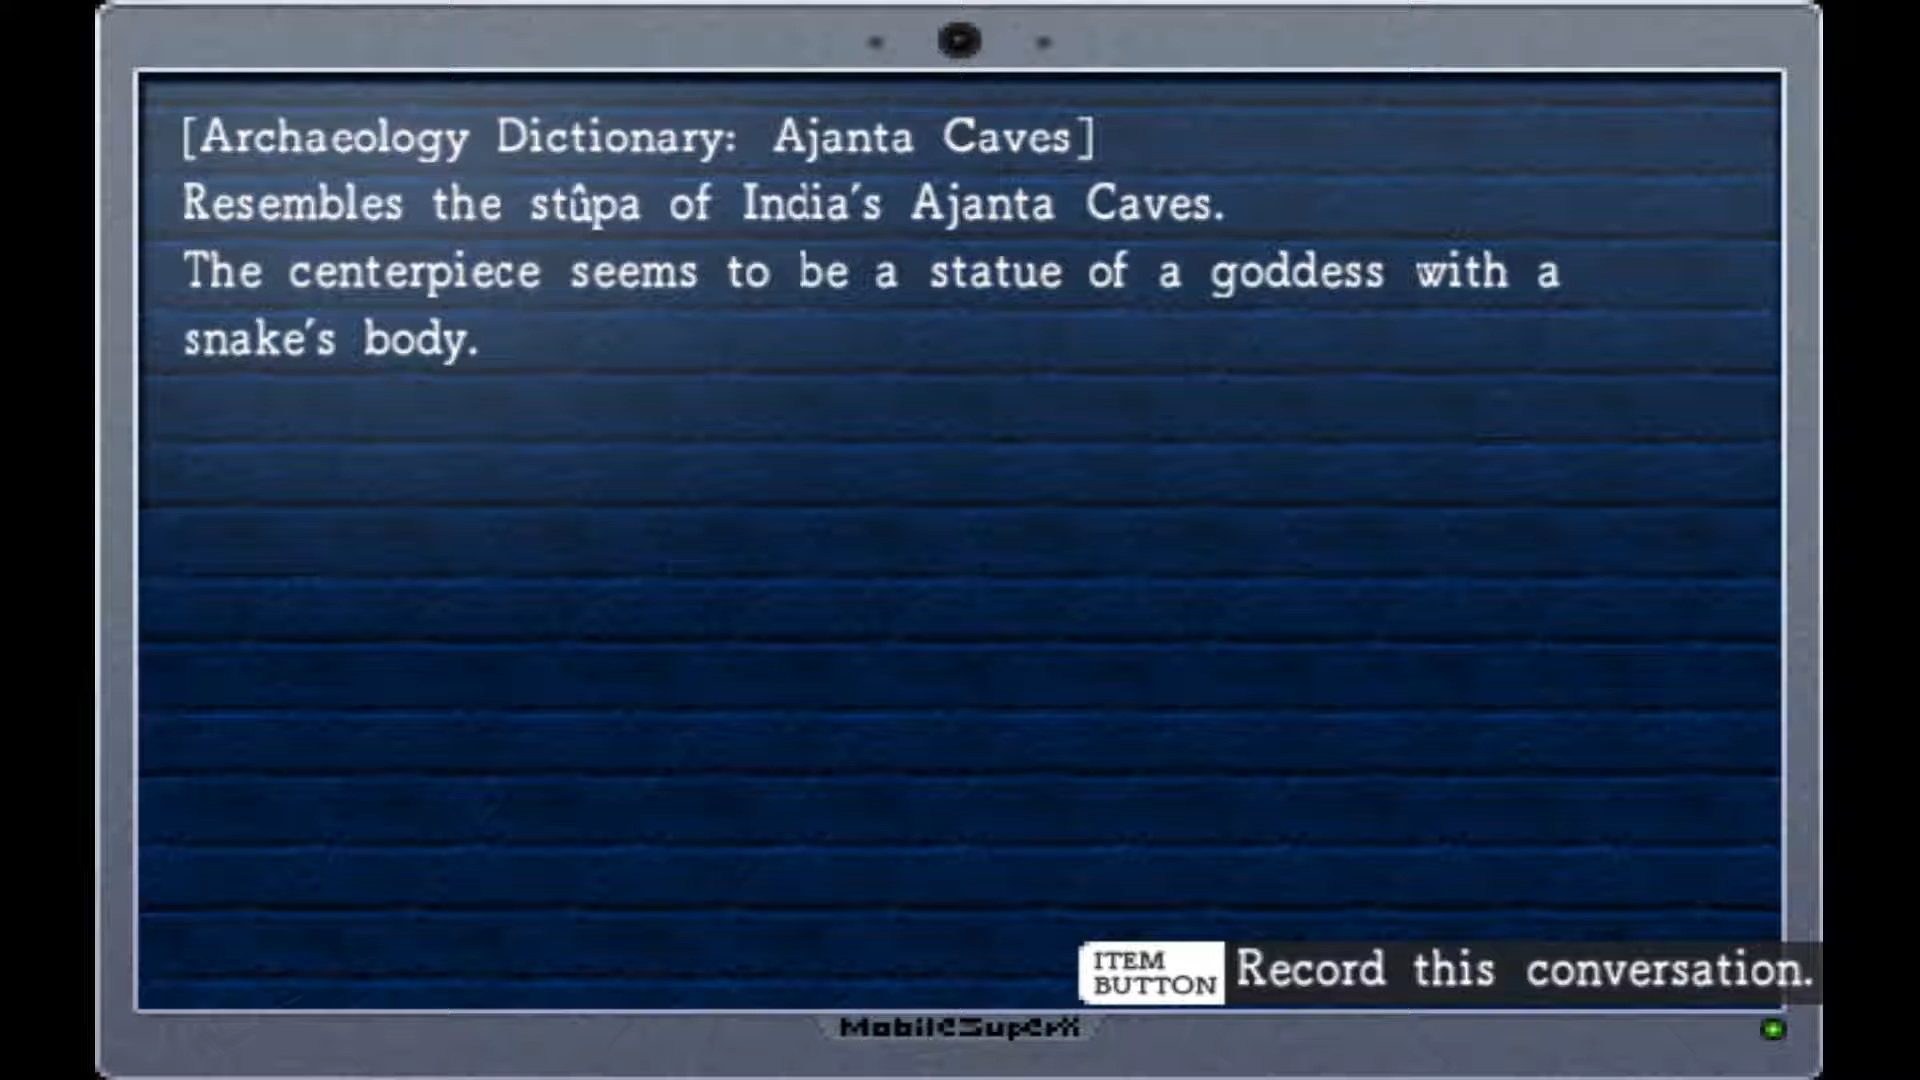 [Archaeology Dictionary: Ajanta Caves]
Resembles the stûpa of India's Ajanta Caves.
The centerpiece seems to be a statue of a goddess with a
snake's body.
ITEM
BUTTON
Record this conversation.
MobileSuperX